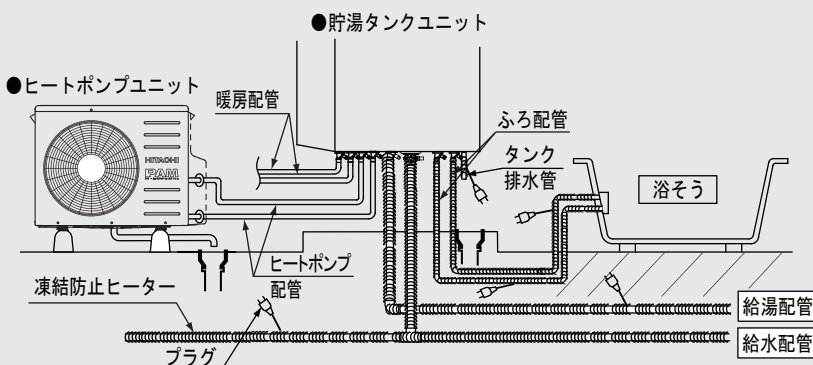 ●貯湯タンクユニット
●ヒートポンプユニット
暖房配管
ふろ配管
タンク
排水管
浴そう
HITACHI
PAM
ヒートポンプ
配管
凍結防止ヒーター
プラグ
給湯配管
給水配管